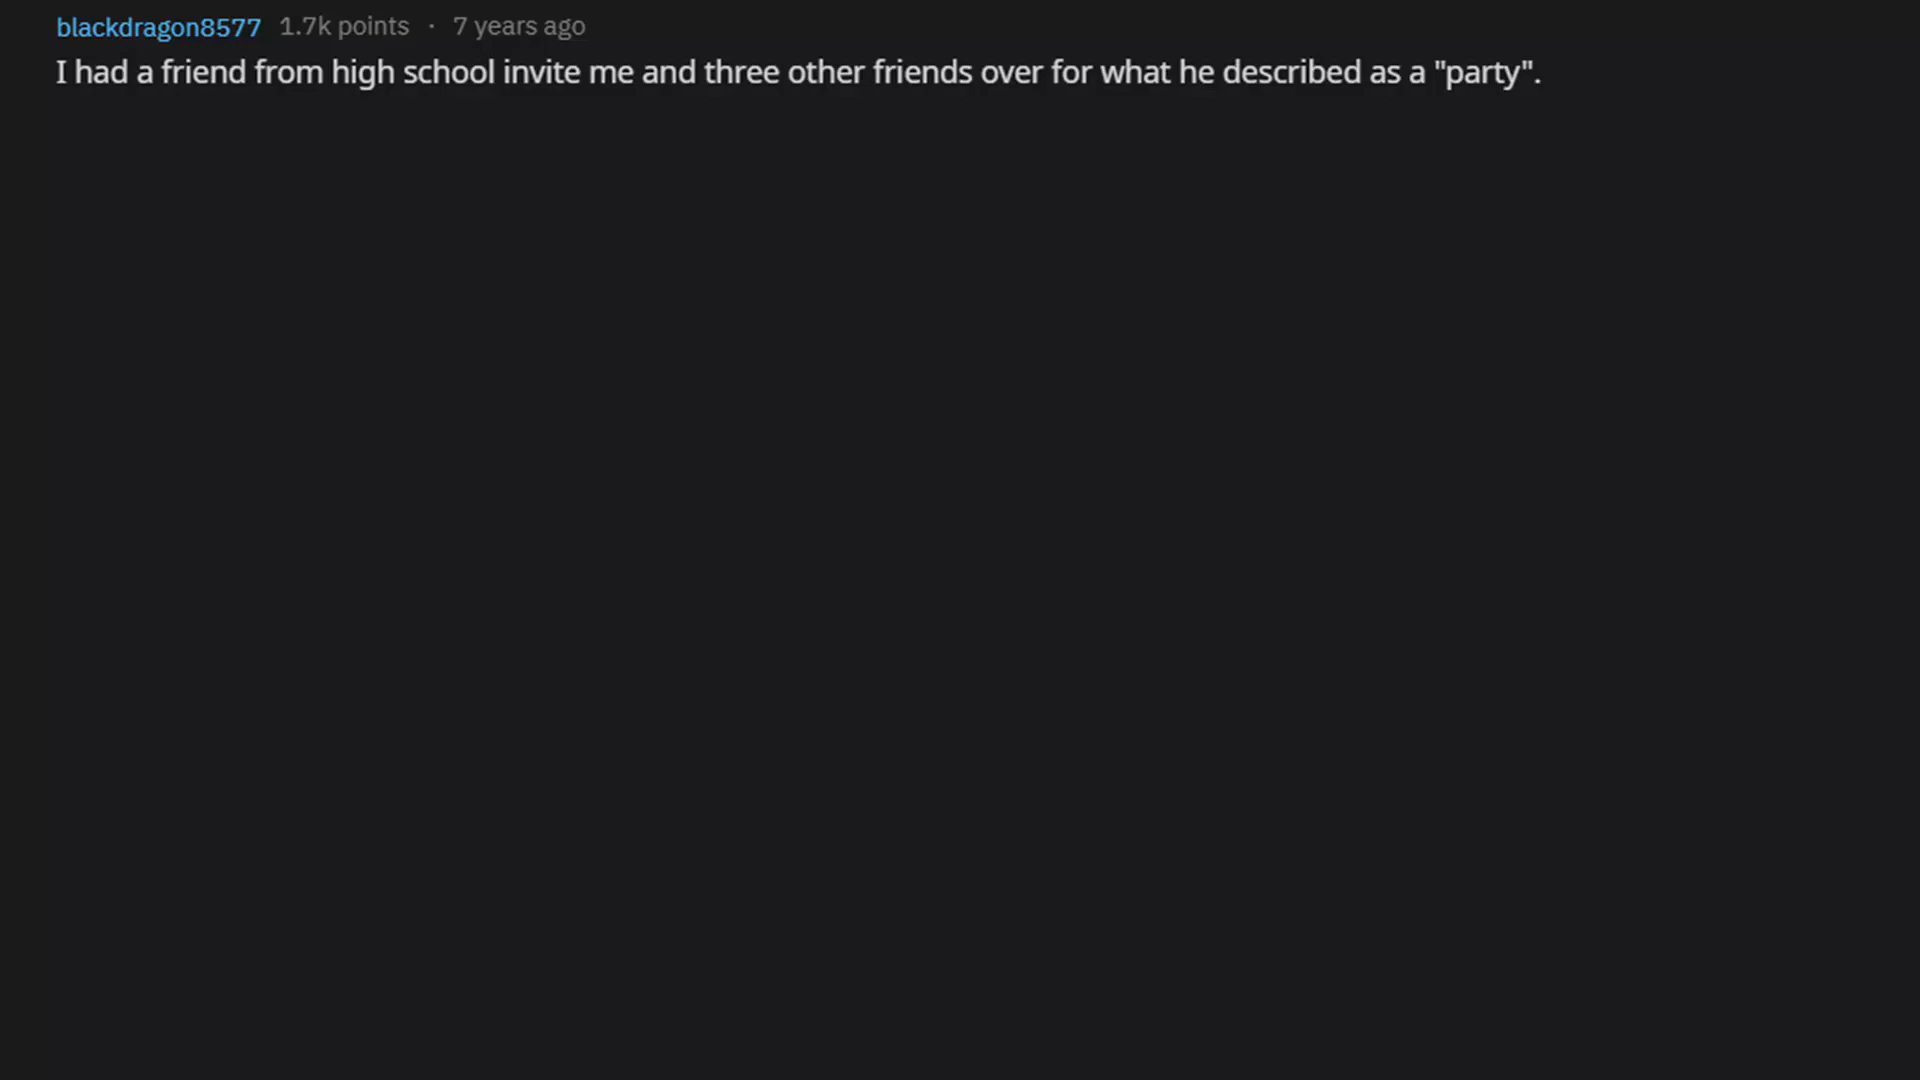 blackdragon8577 1.7k points · 7 years ago
I had a friend from high school invite me and three other friends over for what he described as a "party".